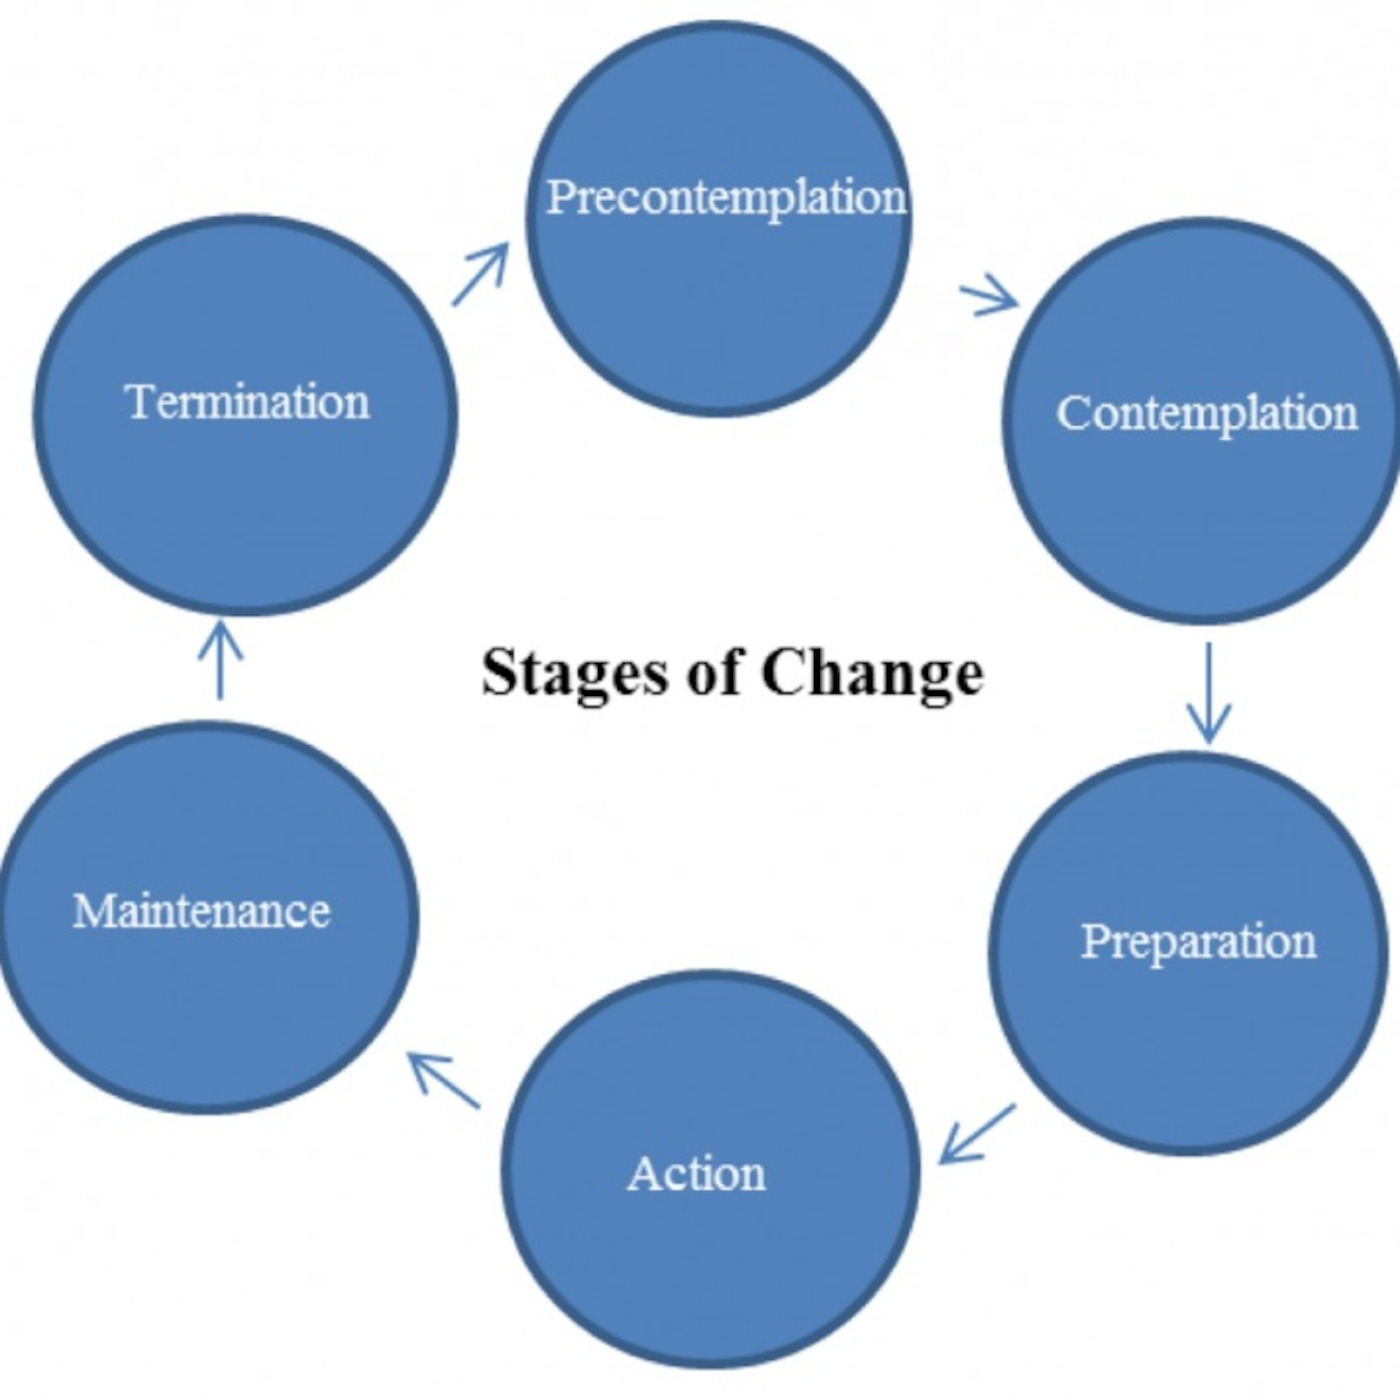 Precontemplation
Contemplation
Preparation
Action
Maintenance
Termination
Stages of Change